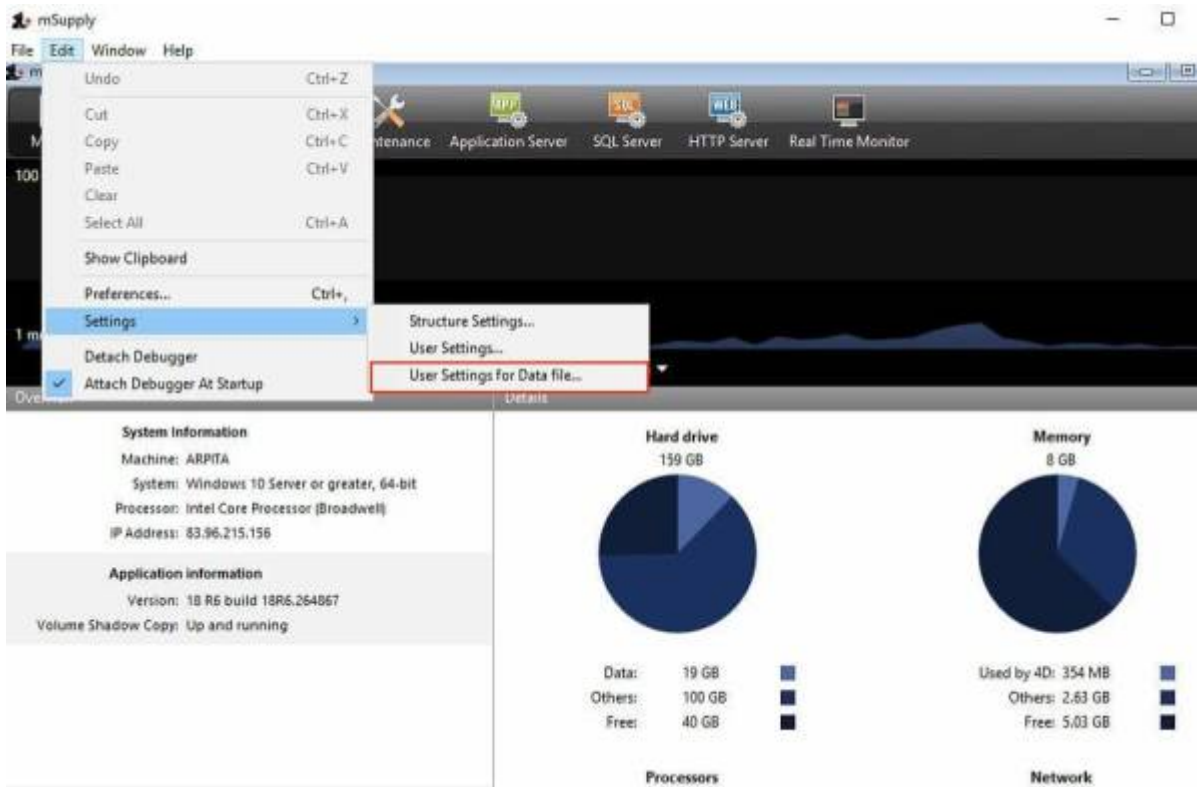 mSupply
File Edit Window Help
Undo Ctrl+Z
Cut Ctrl+X
Copy Ctrl+C
Paste Ctrl+V
Clear
Select All Ctrl+A
Show Clipboard
Preferences... Ctrl+,
Settings
Detach Debugger
Attach Debugger At Startup
Structure Settings...
User Settings...
User Settings for Data file...
Application Server SQL Server HTTP Server Real Time Monitor
APP SQL WEB
100
Details
System Information
Machine: ARPITA
System: Windows 10 Server or greater, 64-bit
Processor: Intel Core Processor (Broadwell)
IP Address: 83.96.215.156
Application information
Version: 18 R6 build 18R6.264867
Volume Shadow Copy: Up and running
Hard drive
159 GB
Data: 19 GB
Others: 100 GB
Free: 40 GB
Memory
8 GB
Used by 4D: 354 MB
Others: 2.63 GB
Free: 5.03 GB
Processors
Network